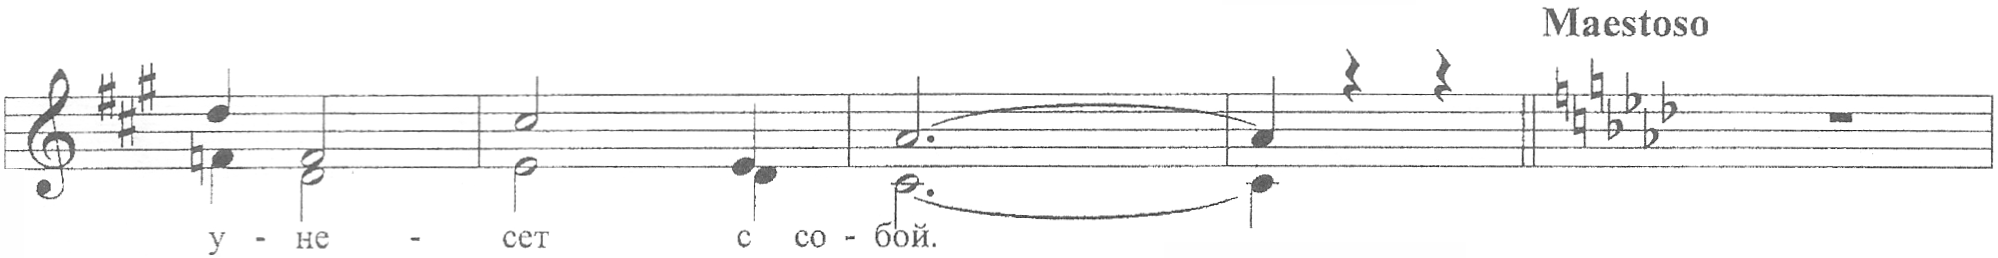 Maestoso
у - не - сет с со - бой.